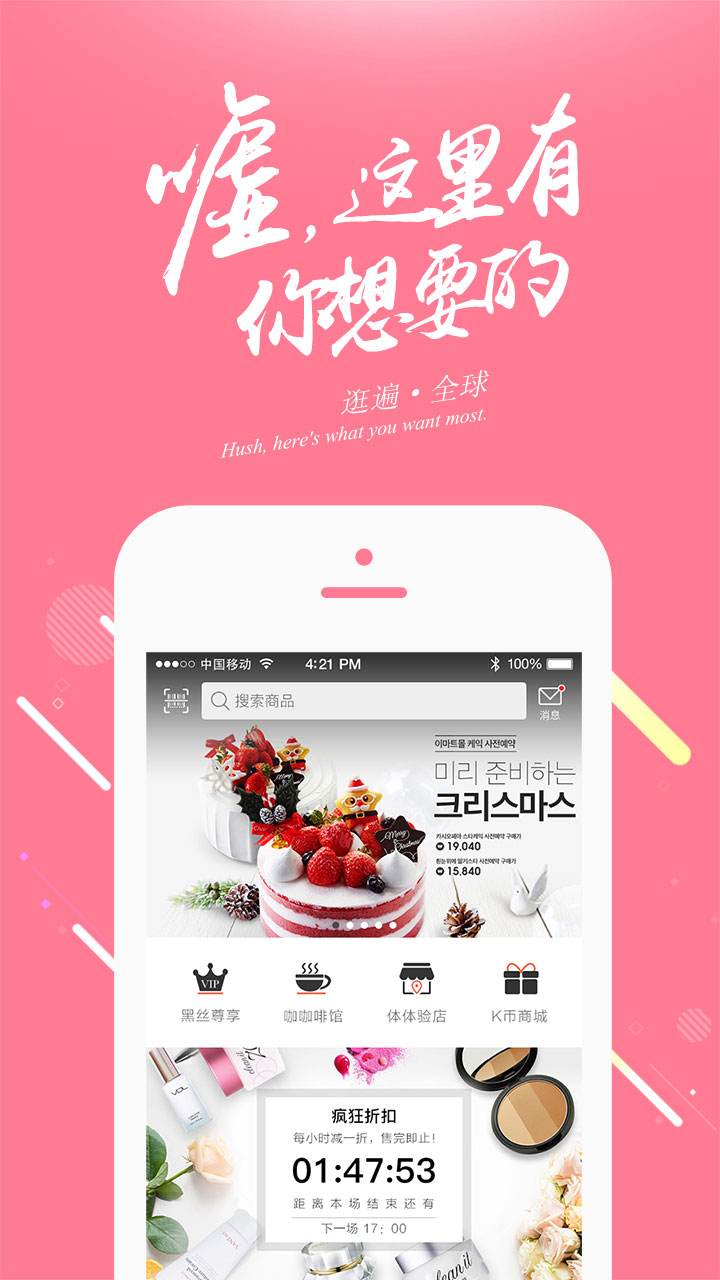 嘘，这里有
你想要的
逛遍·全球
Hush, here's what you want most.
中国移动
4:21 PM
100%
搜索商品
消息
이마트몰 케익 사전예약
미리 준비하는
크리스마스
카시오페아 스타케익 사전예약 구매가
19,040
흰눈위에 딸기스타 사전예약 구매가
15,840
Merry Christmas
VIP
黑丝尊享
咖咖啡馆
体体验店
K币商城
VDL
疯狂折扣
每小时减一折，售完即止！
01:47:53
距离本场结束还有
下一场 17：00
clean it